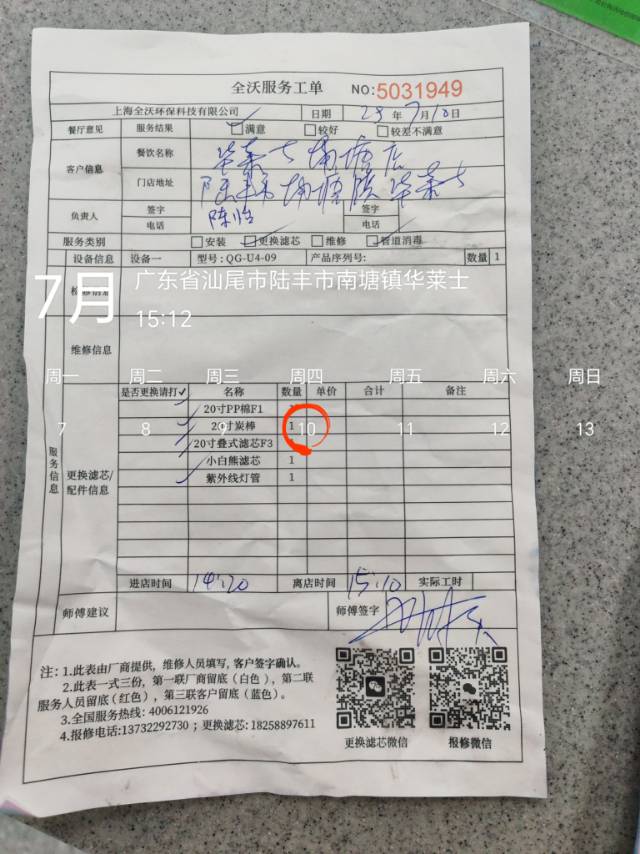 全沃服务工单 NO:5031949
上海全沃环保科技有限公司 日期 25年7月10日
餐厅意见 服务结果 ☑满意 □较好 □较差不满意
客户信息 餐饮名称 华莱士南塘店
门店地址 陆丰南塘镇华莱士
负责人 签字 陈怡 签字
电话 电话
服务类别 □安装 ☑更换滤芯 □维修 ☑管道消毒
设备信息 设备一 型号:QG-U4-09 产品序列号: 数量 1
7月 广东省汕尾市陆丰市南塘镇华莱士
15:12
维修信息
周一 周二 周三 周四 周五 周六 周日
是否更换请打✓ 名称 数量 单价 合计 备注
✓ 20寸PP棉F1
✓ 20寸炭棒 1
7 8 9 10 11 12 13
✓ 20寸叠式滤芯F3
✓ 小白熊滤芯 1
✓ 紫外线灯管 1
服务信息
更换滤芯/配件信息
进店时间 14:20 离店时间 15:10 实际工时
师傅建议 师傅签字
注:1.此表由厂商提供,维修人员填写,客户签字确认。
2.此表一式三份,第一联厂商留底(白色),第二联
服务人员留底(红色),第三联客户留底(蓝色)。
3.全国服务热线:4006121926
4.报修电话:13732292730;更换滤芯:18258897611
更换滤芯微信 报修微信